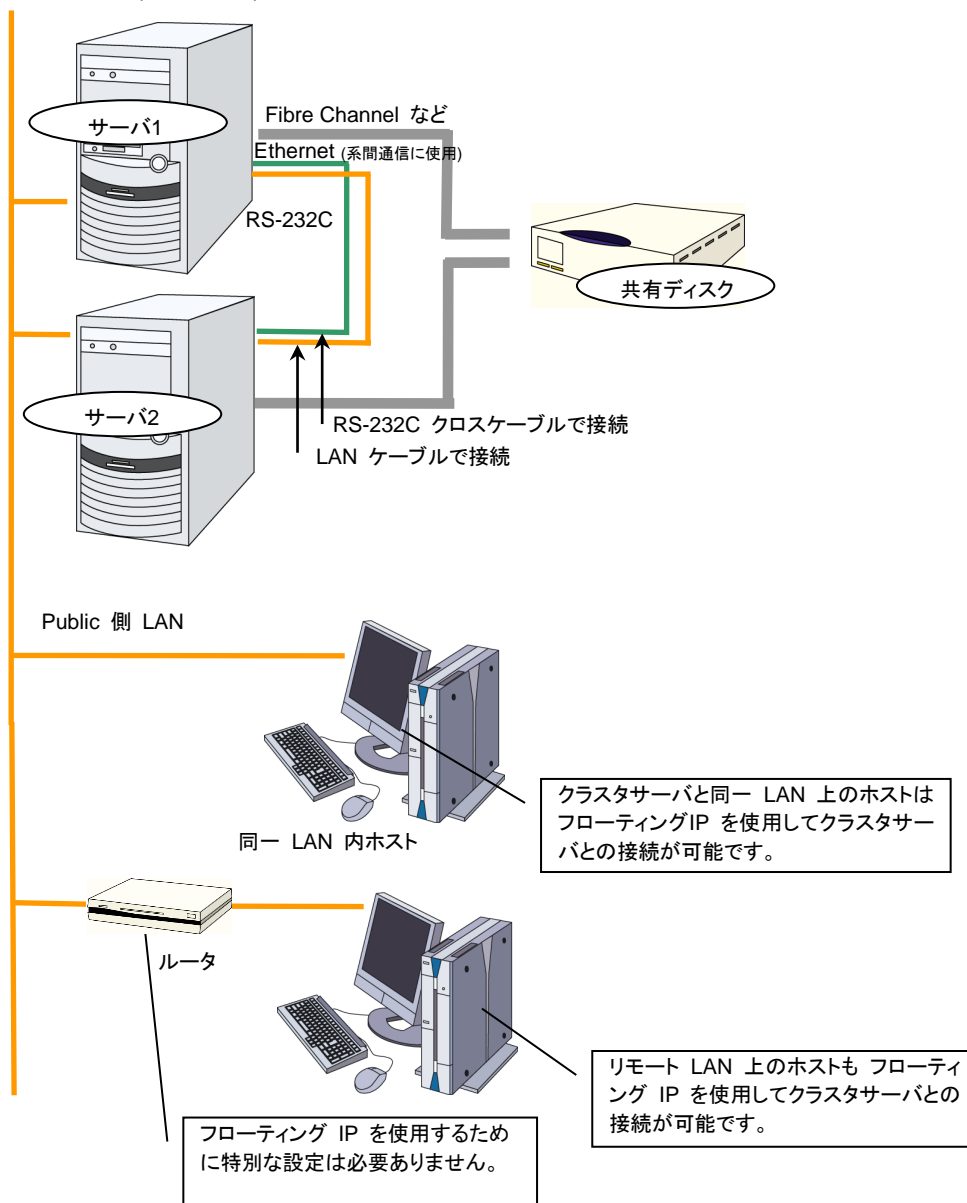 サーバ1
Fibre Channel など
Ethernet (系間通信に使用)
RS-232C
共有ディスク
サーバ2
RS-232C クロスケーブルで接続
LAN ケーブルで接続
Public 側 LAN
クラスタサーバと同一 LAN 上のホストは
フローティングIP を使用してクラスタサー
バとの接続が可能です。
同一 LAN 内ホスト
ルータ
リモート LAN 上のホストも フローティ
ング IP を使用してクラスタサーバとの
接続が可能です。
フローティング IP を使用するため
に特別な設定は必要ありません。